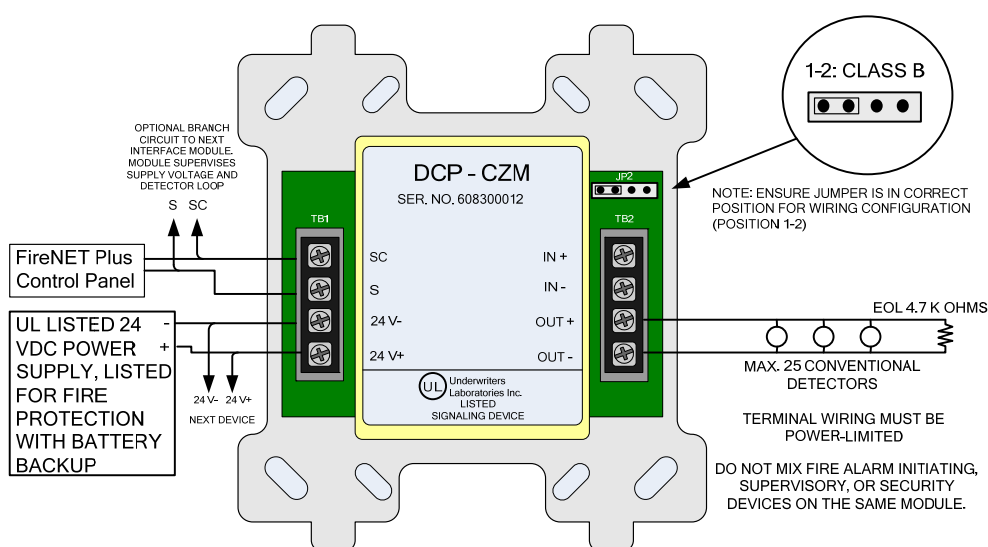 OPTIONAL BRANCH
CIRCUIT TO NEXT
INTERFACE MODULE.
MODULE SUPERVISES
SUPPLY VOLTAGE AND
DETECTOR LOOP
S SC
FireNET Plus
Control Panel
UL LISTED 24 -
VDC POWER +
SUPPLY, LISTED
FOR FIRE
PROTECTION
WITH BATTERY
BACKUP
24 V- 24 V+
NEXT DEVICE
TB1
DCP - CZM
SER. NO. 608300012
SC
S
24 V-
24 V+
IN +
IN -
OUT +
OUT -
UL
Underwriters
Laboratories Inc.
LISTED
SIGNALING DEVICE
JP2
TB2
1-2: CLASS B
NOTE: ENSURE JUMPER IS IN CORRECT
POSITION FOR WIRING CONFIGURATION
(POSITION 1-2)
EOL 4.7 K OHMS
MAX. 25 CONVENTIONAL
DETECTORS
TERMINAL WIRING MUST BE
POWER-LIMITED
DO NOT MIX FIRE ALARM INITIATING,
SUPERVISORY, OR SECURITY
DEVICES ON THE SAME MODULE.